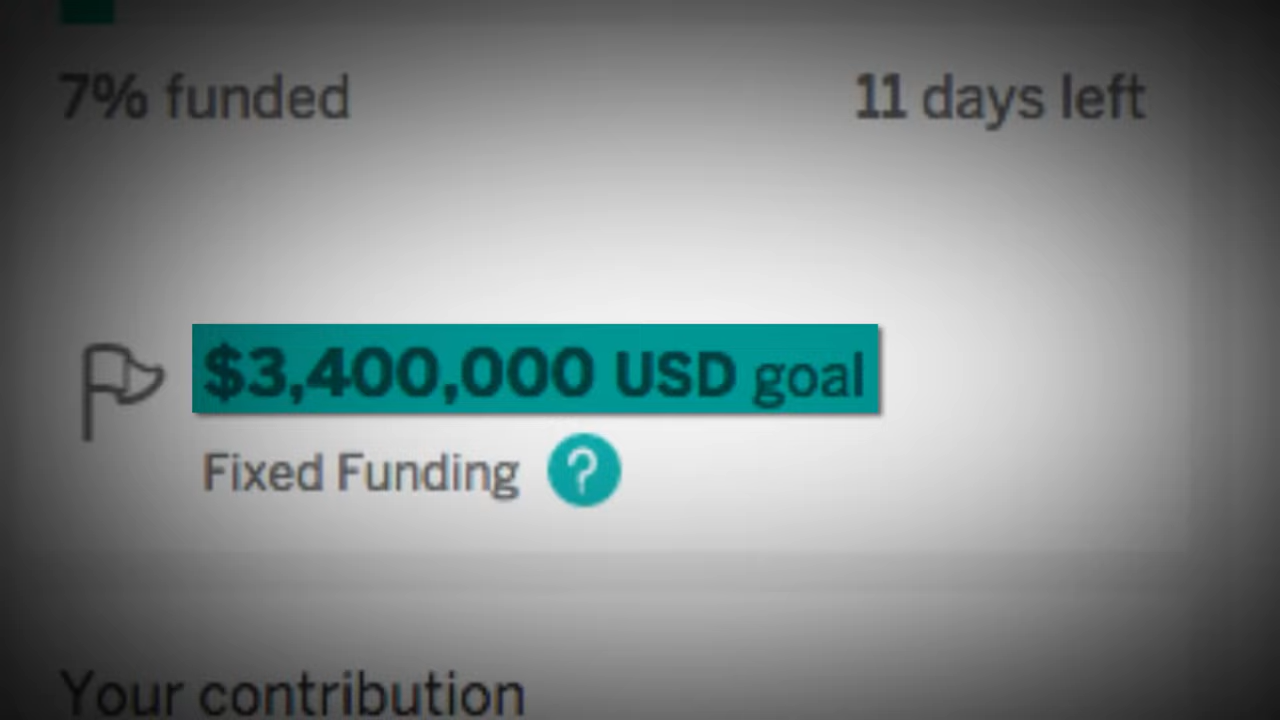 7% funded 11 days left
$3,400,000 USD goal
Fixed Funding ?
Your contribution